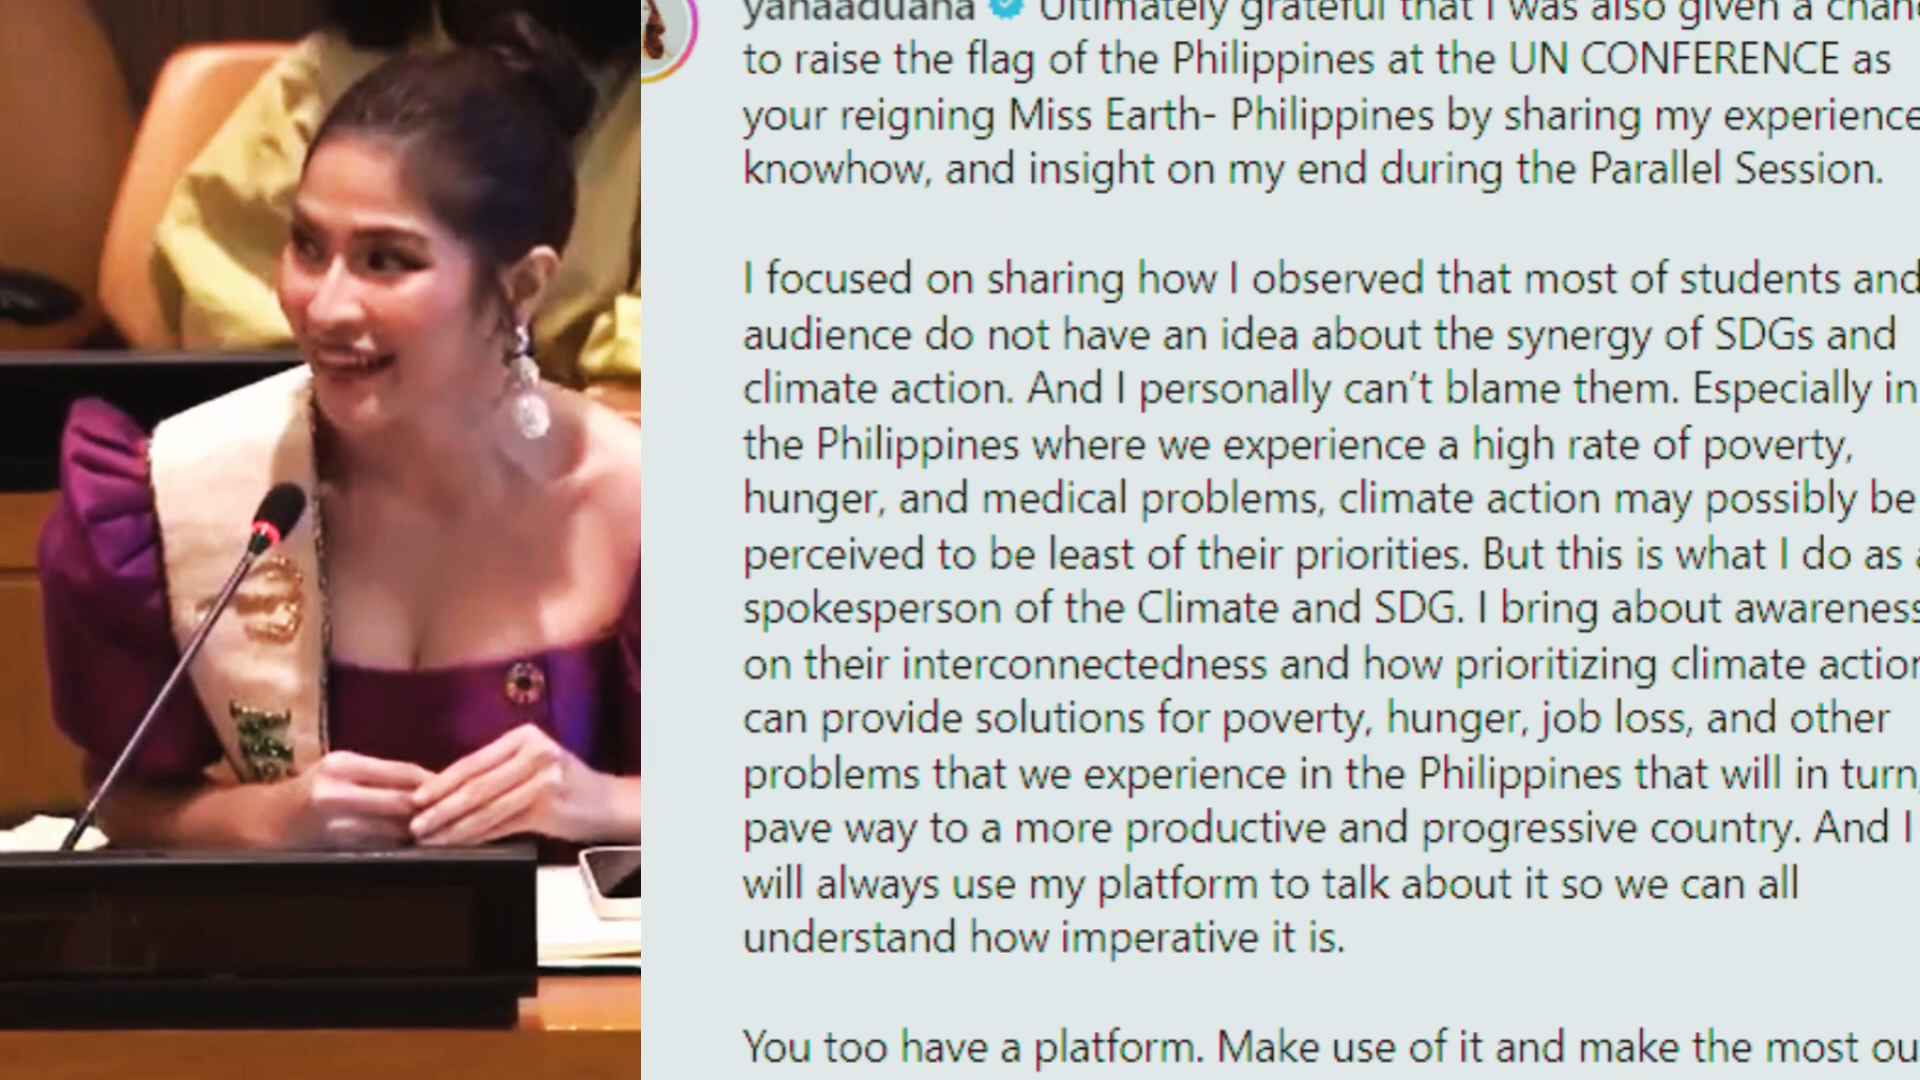 yanaaduana Ultimately grateful that I was also given a
to raise the flag of the Philippines at the UN CONFERENCE as
your reigning Miss Earth- Philippines by sharing my experience
knowhow, and insight on my end during the Parallel Session.
I focused on sharing how I observed that most of students and
audience do not have an idea about the synergy of SDGs and
climate action. And I personally can't blame them. Especially in
the Philippines where we experience a high rate of poverty,
hunger, and medical problems, climate action may possibly be
perceived to be least of their priorities. But this is what I do as a
spokesperson of the Climate and SDG. I bring about awareness
on their interconnectedness and how prioritizing climate action
can provide solutions for poverty, hunger, job loss, and other
problems that we experience in the Philippines that will in turn,
pave way to a more productive and progressive country. And I
will always use my platform to talk about it so we can all
understand how imperative it is.
You too have a platform. Make use of it and make the most ou